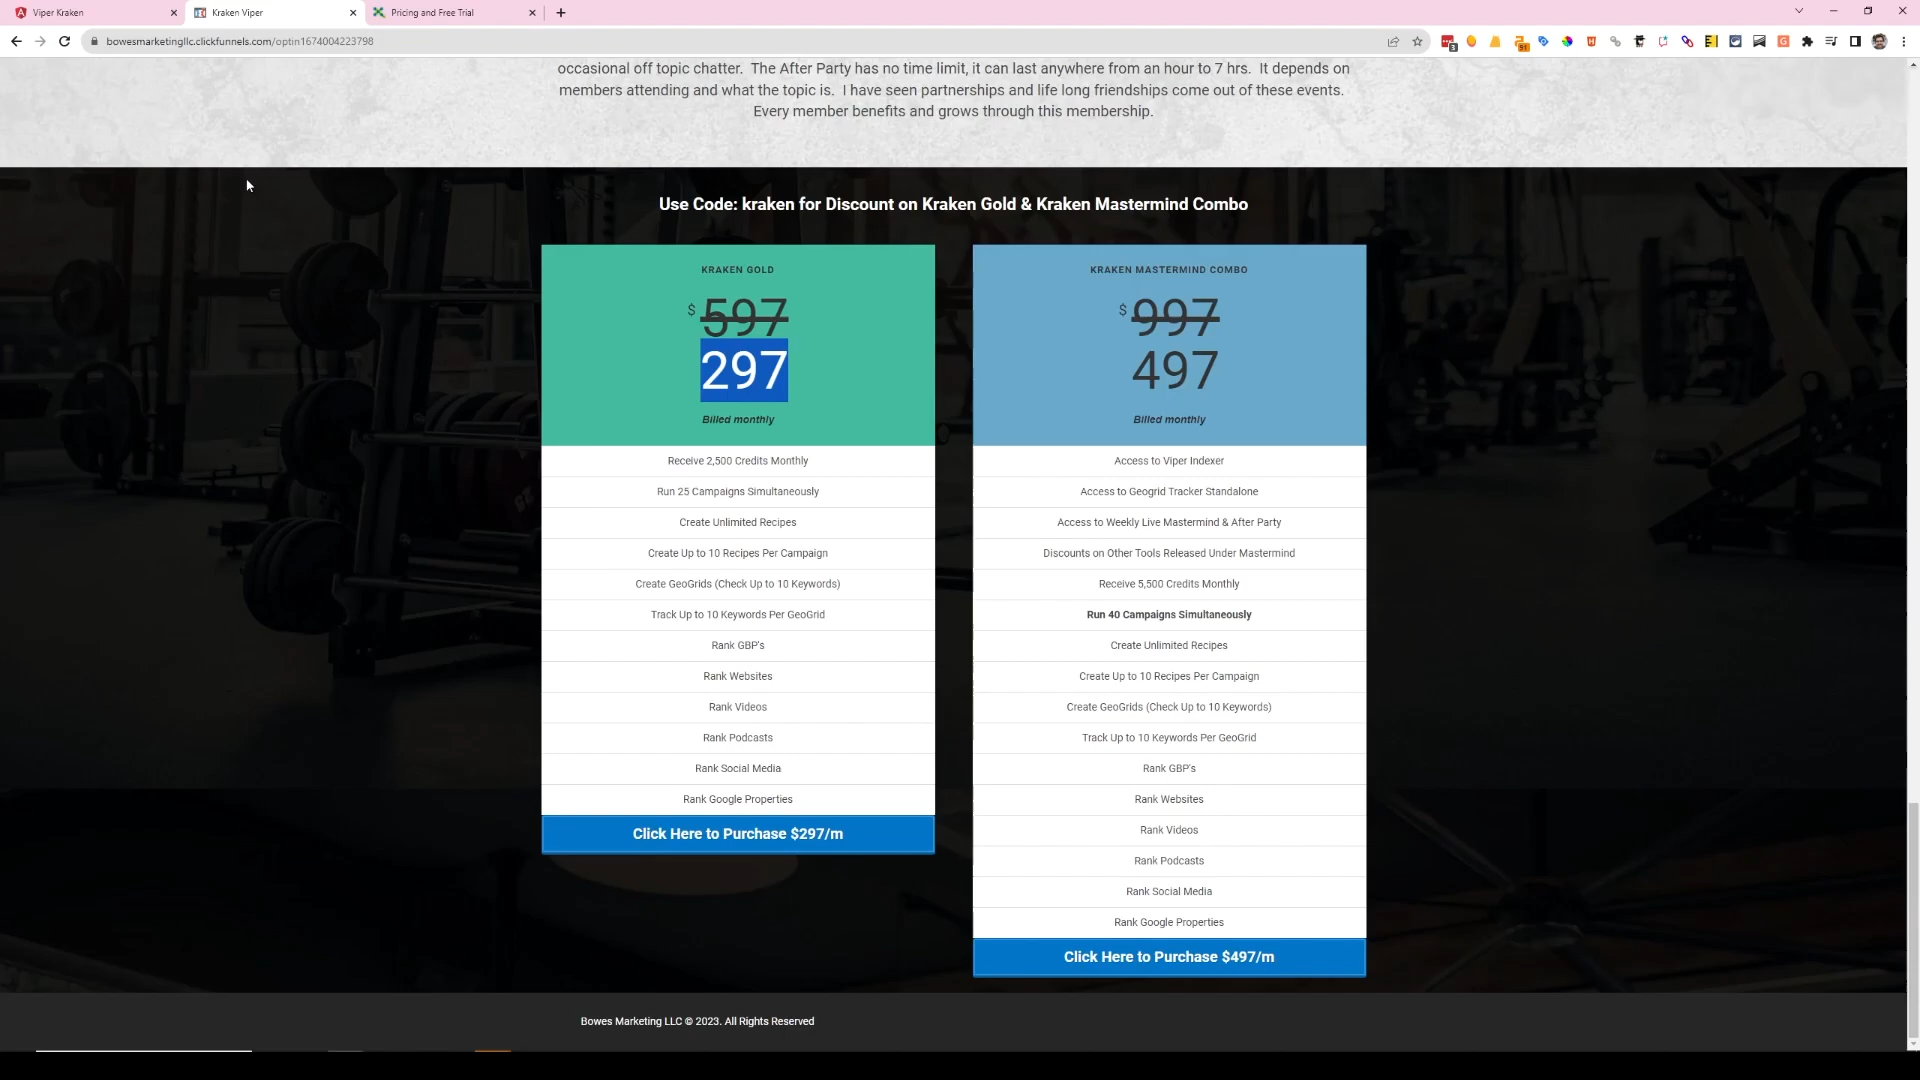 Viper Kraken
Kraken Viper
Pricing and Free Trial
bowesmarketingllc.clickfunnels.com/optin1674004223798
occasional off topic chatter. The After Party has no time limit, it can last anywhere from an hour to 7 hrs. It depends on
members attending and what the topic is. I have seen partnerships and life long friendships come out of these events.
Every member benefits and grows through this membership.
Use Code: kraken for Discount on Kraken Gold & Kraken Mastermind Combo
KRAKEN GOLD
$ 597
297
Billed monthly
Receive 2,500 Credits Monthly
Run 25 Campaigns Simultaneously
Create Unlimited Recipes
Create Up to 10 Recipes Per Campaign
Create GeoGrids (Check Up to 10 Keywords)
Track Up to 10 Keywords Per GeoGrid
Rank GBP's
Rank Websites
Rank Videos
Rank Podcasts
Rank Social Media
Rank Google Properties
Click Here to Purchase $297/m
KRAKEN MASTERMIND COMBO
$ 997
497
Billed monthly
Access to Viper Indexer
Access to Geogrid Tracker Standalone
Access to Weekly Live Mastermind & After Party
Discounts on Other Tools Released Under Mastermind
Receive 5,500 Credits Monthly
Run 40 Campaigns Simultaneously
Create Unlimited Recipes
Create Up to 10 Recipes Per Campaign
Create GeoGrids (Check Up to 10 Keywords)
Track Up to 10 Keywords Per GeoGrid
Rank GBP's
Rank Websites
Rank Videos
Rank Podcasts
Rank Social Media
Rank Google Properties
Click Here to Purchase $497/m
Bowes Marketing LLC © 2023. All Rights Reserved